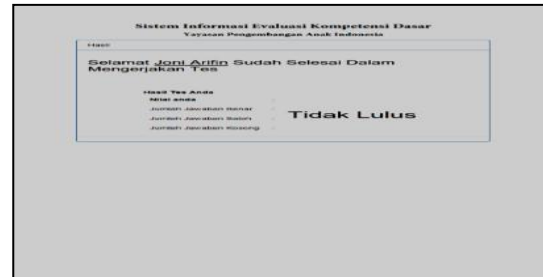 Sistem Informasi Evaluasi Kompetensi Dasar
Yayasan Pengembangan Anak Indonesia
Hasil
Selamat Joni Arifin Sudah Selesai Dalam
Mengerjakan Tes
Hasil Tes Anda
Nilai anda :
Jumlah Jawaban Benar :
Jumlah Jawaban Salah :
Jumlah Jawaban Kosong :
Tidak Lulus